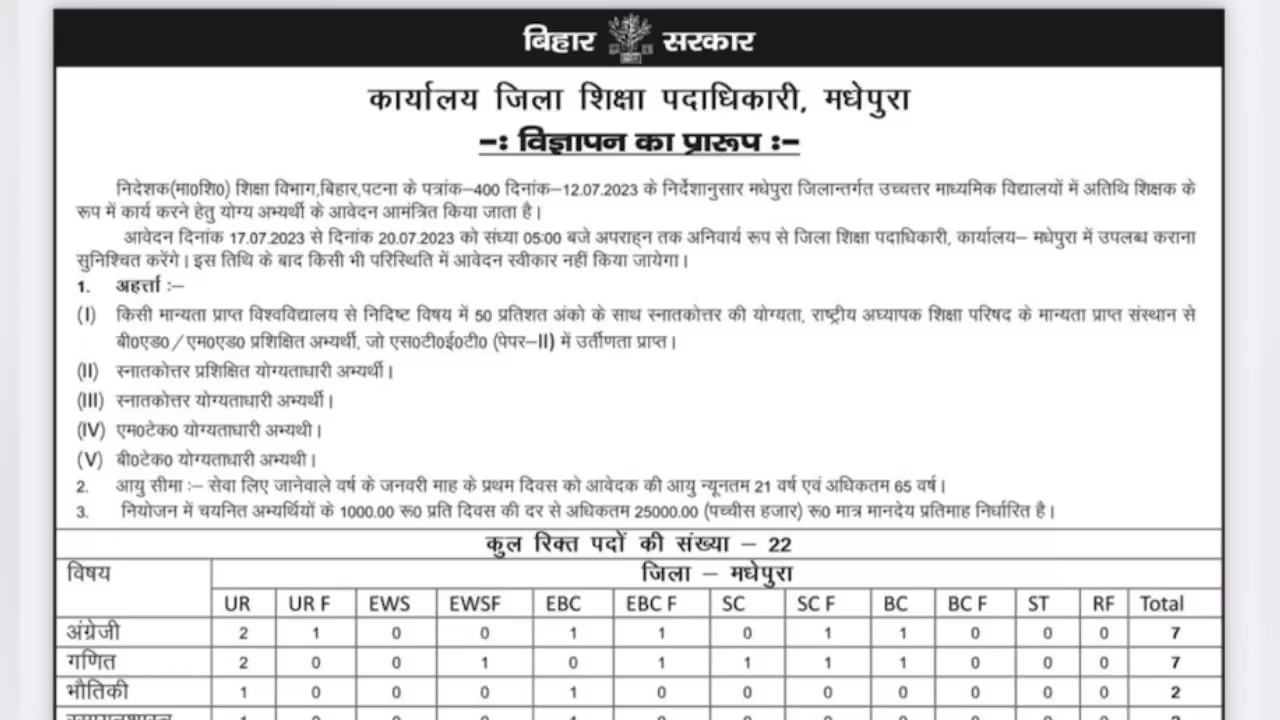 बिहार सरकार
कार्यालय जिला शिक्षा पदाधिकारी, मधेपुरा
-: विज्ञापन का प्रारूप :-
निदेशक(मा0शि0) शिक्षा विभाग,बिहार,पटना के पत्रांक–400 दिनांक–12.07.2023 के निर्देशानुसार मधेपुरा जिलान्तर्गत उच्चत्तर माध्यमिक विद्यालयों में अतिथि शिक्षक के
रूप में कार्य करने हेतु योग्य अभ्यर्थी के आवेदन आमंत्रित किया जाता है।
आवेदन दिनांक 17.07.2023 से दिनांक 20.07.2023 को संध्या 05:00 बजे अपराह्न तक अनिवार्य रूप से जिला शिक्षा पदाधिकारी, कार्यालय– मधेपुरा में उपलब्ध कराना
सुनिश्चित करेंगे। इस तिथि के बाद किसी भी परिस्थिति में आवेदन स्वीकार नहीं किया जायेगा।
1. अहर्त्ता :–
(I) किसी मान्यता प्राप्त विश्वविद्यालय से निदिष्ट विषय में 50 प्रतिशत अंको के साथ स्नातकोत्तर की योग्यता, राष्ट्रीय अध्यापक शिक्षा परिषद के मान्यता प्राप्त संस्थान से
बी0एड0/एम0एड0 प्रशिक्षित अभ्यर्थी, जो एस0टी0ई0टी0 (पेपर–II) में उर्तीणता प्राप्त।
(II) स्नातकोत्तर प्रशिक्षित योग्यताधारी अभ्यर्थी।
(III) स्नातकोत्तर योग्यताधारी अभ्यर्थी।
(IV) एम0टेक0 योग्यताधारी अभ्यथी।
(V) बी0टेक0 योग्यताधारी अभ्यथी।
2. आयु सीमा :– सेवा लिए जानेवाले वर्ष के जनवरी माह के प्रथम दिवस को आवेदक की आयु न्यूनतम 21 वर्ष एवं अधिकतम 65 वर्ष।
3. नियोजन में चयनित अभ्यर्थियों के 1000.00 रू0 प्रति दिवस की दर से अधिकतम 25000.00 (पच्चीस हजार) रू0 मात्र मानदेय प्रतिमाह निर्धारित है।
कुल रिक्त पदों की संख्या – 22
विषय जिला – मधेपुरा
UR UR F EWS EWSF EBC EBC F SC SC F BC BC F ST RF Total
अंग्रेजी 2 1 0 0 1 1 0 1 1 0 0 0 7
गणित 2 0 0 1 0 1 1 1 1 0 0 0 7
भौतिकी 1 0 0 0 1 0 0 0 0 0 0 0 2